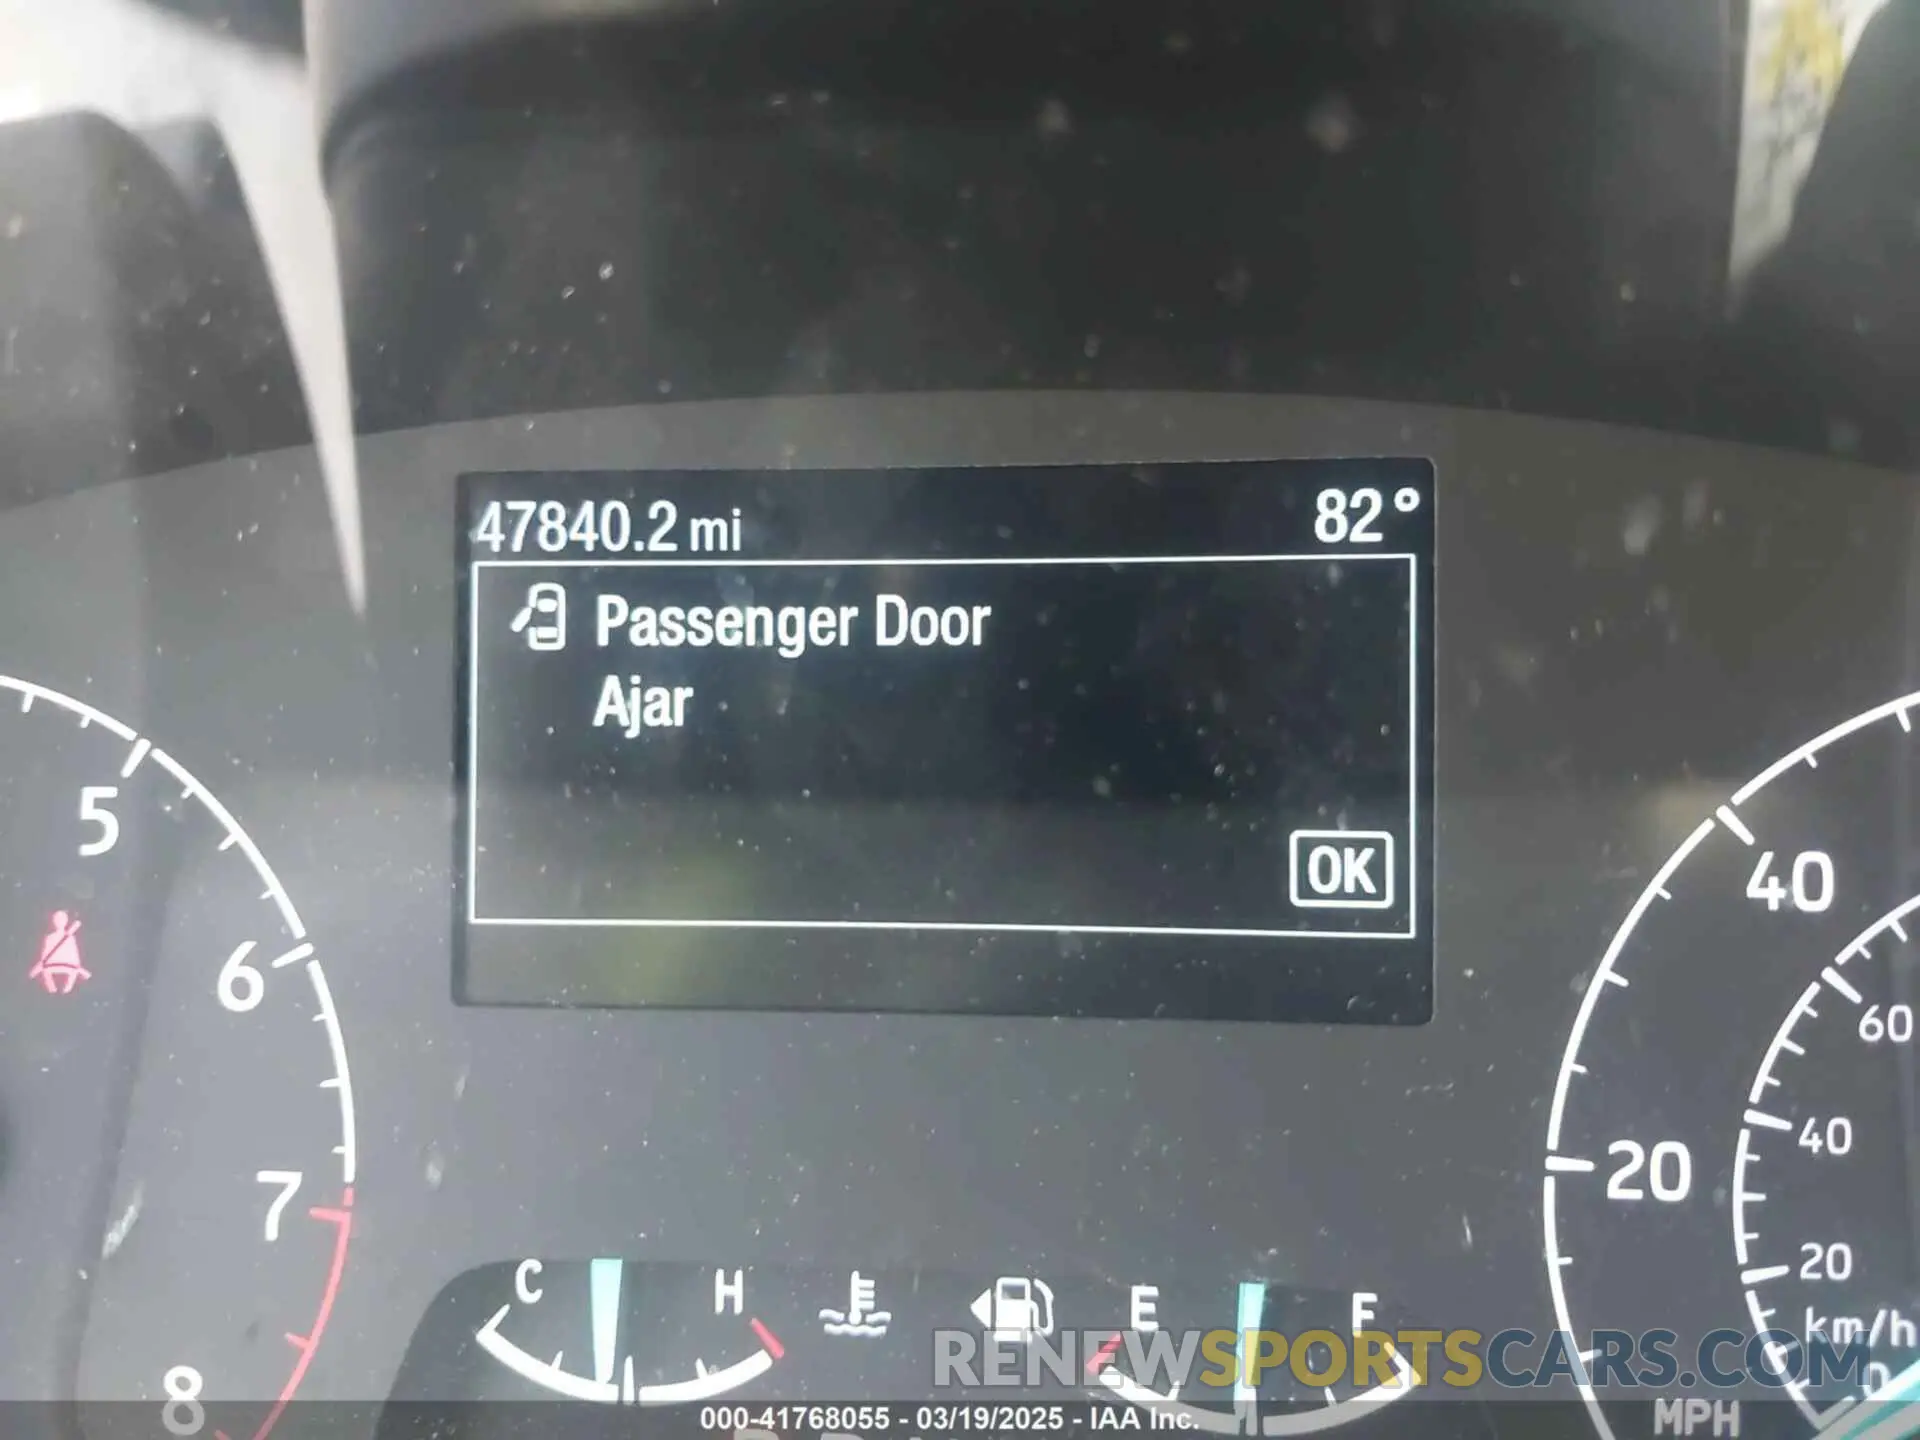 47840.2 mi 82°
Passenger Door
Ajar
OK
5
6
7
8
40
20
60
40
20
km/h
0
MPH
C H E F
RENEWSPORTSCARS.COM
000-41768055 - 03/19/2025 - IAA Inc.